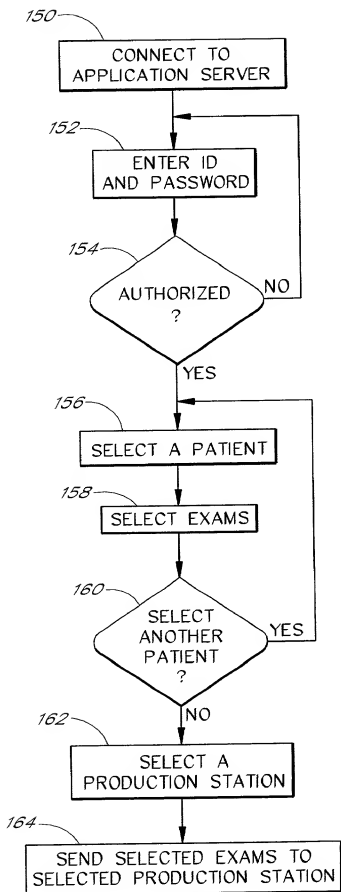 150
CONNECT TO
APPLICATION SERVER
152
ENTER ID
AND PASSWORD
154
AUTHORIZED
?
NO
YES
156
SELECT A PATIENT
158
SELECT EXAMS
160
SELECT
ANOTHER
PATIENT
?
YES
NO
162
SELECT A
PRODUCTION STATION
164
SEND SELECTED EXAMS TO
SELECTED PRODUCTION STATION